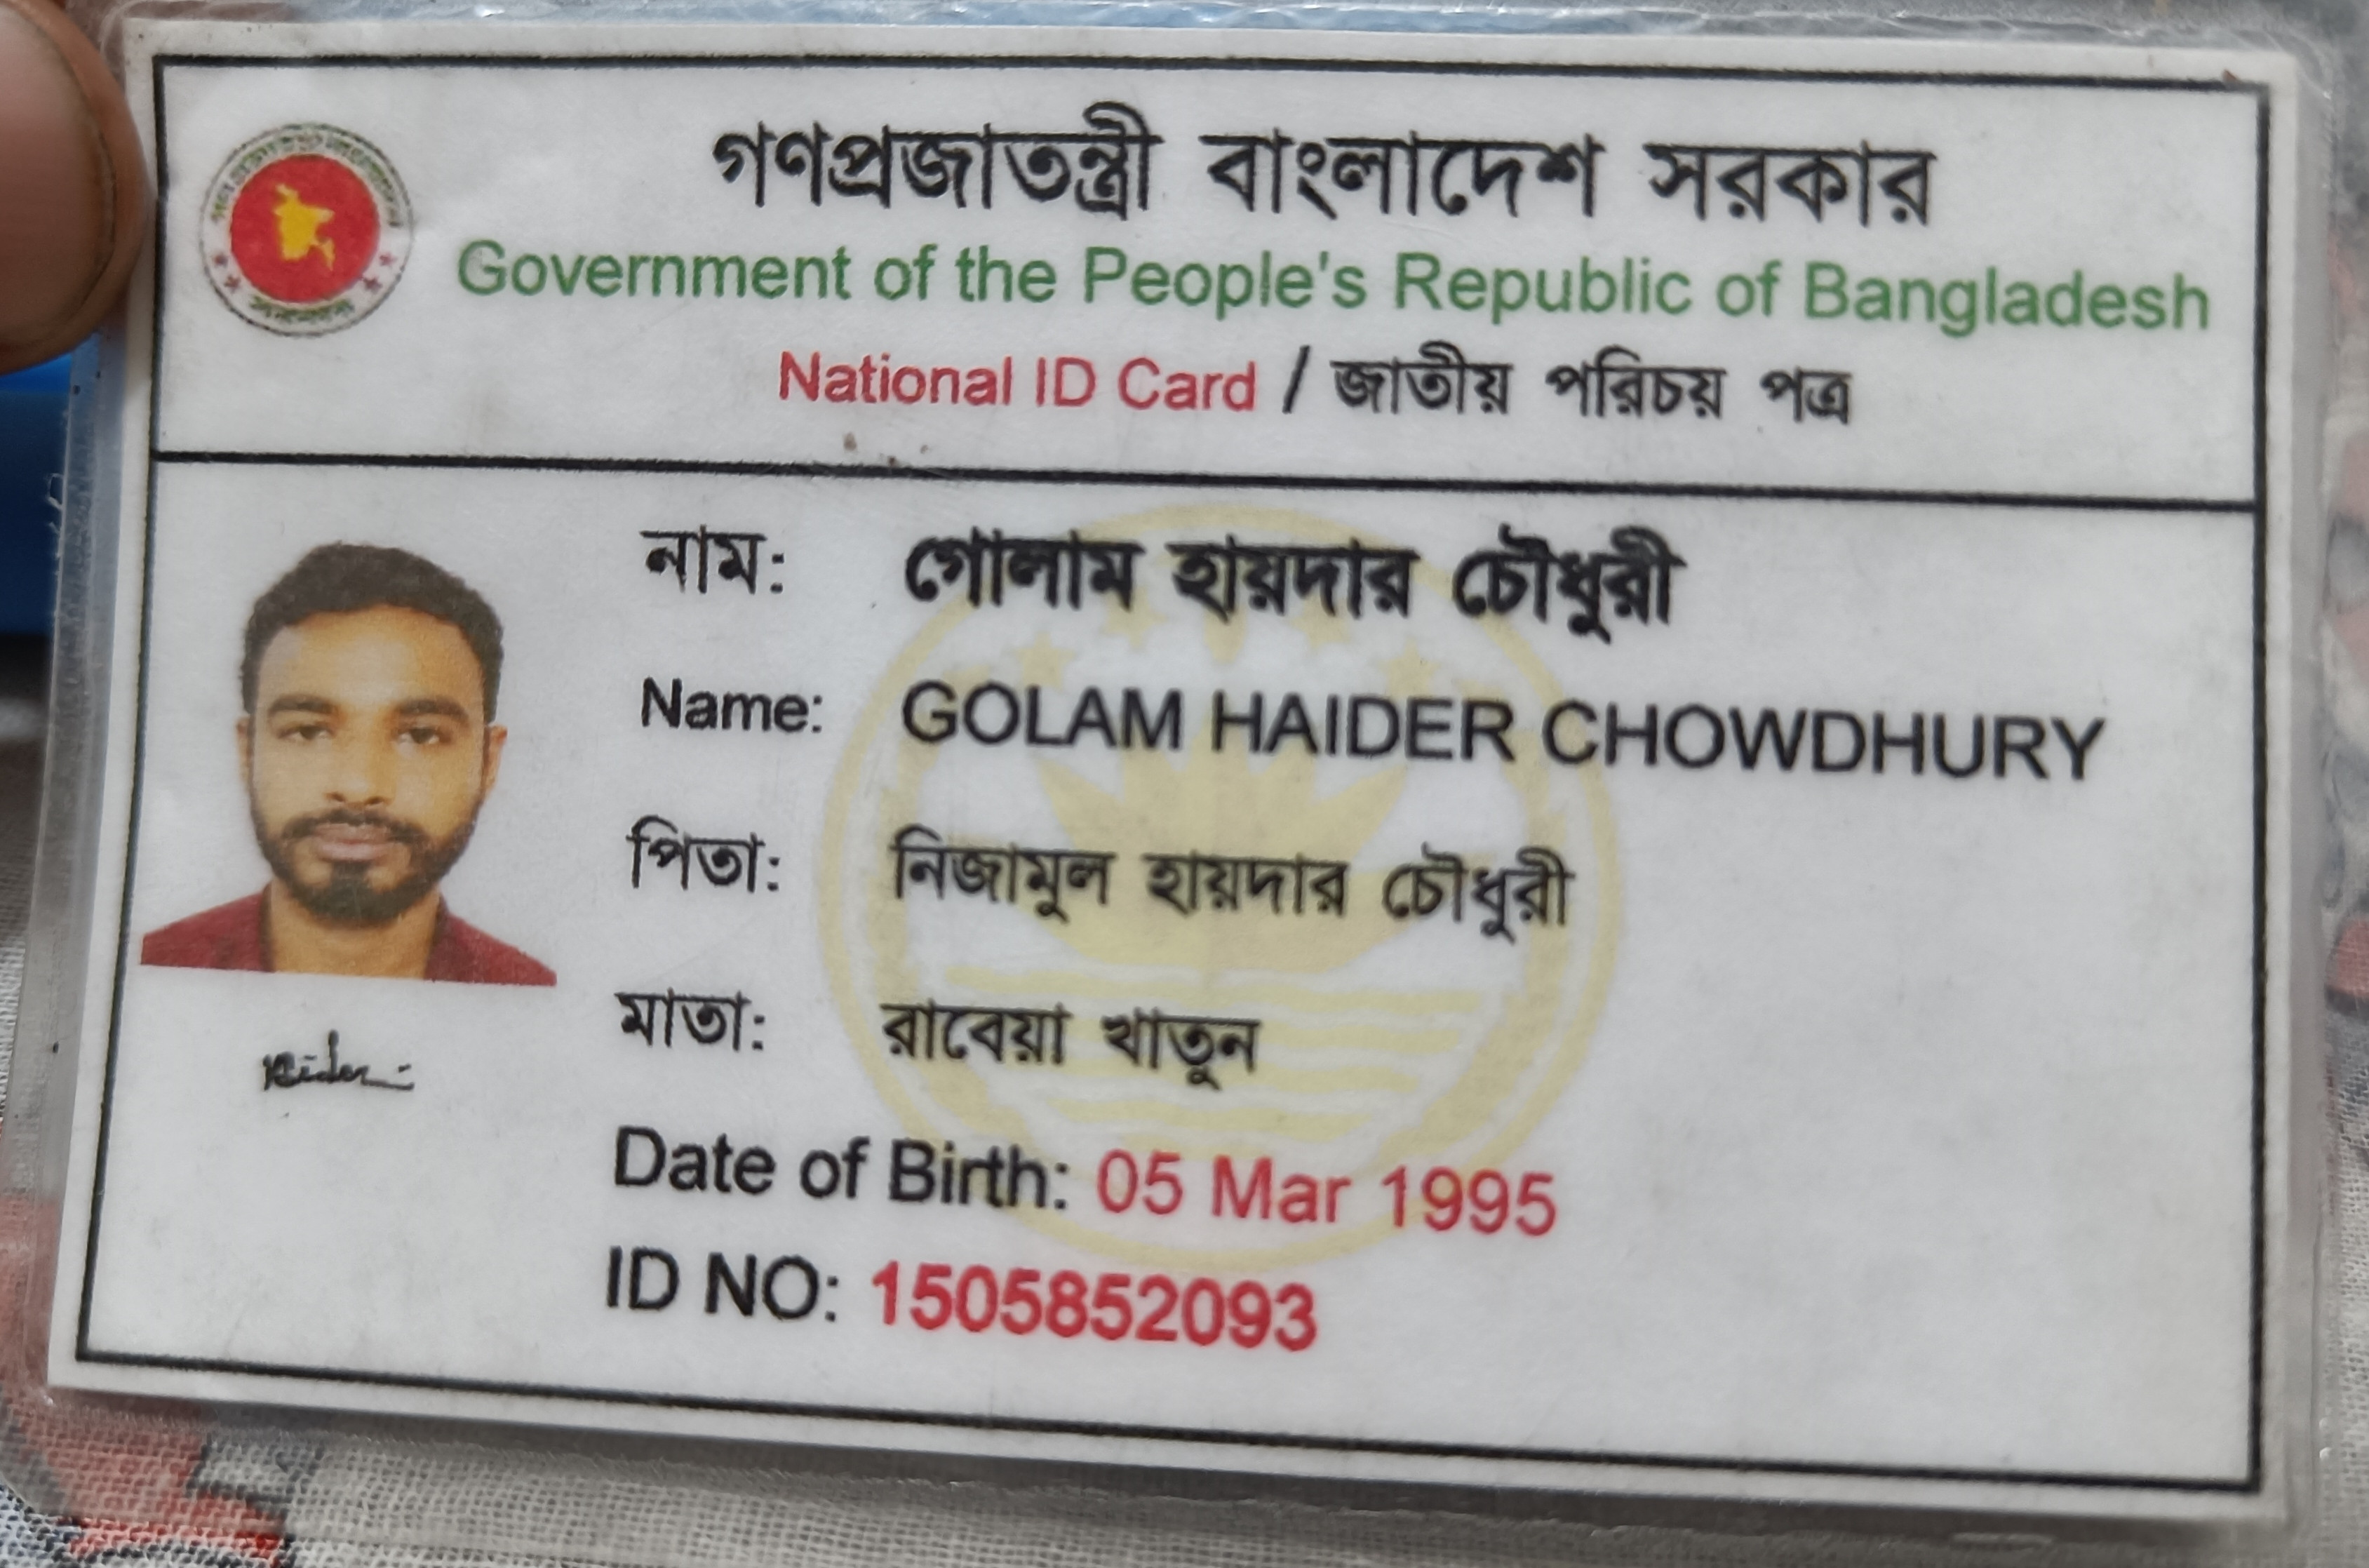 গণপ্রজাতন্ত্রী বাংলাদেশ সরকার
Government of the People's Republic of Bangladesh
National ID Card / জাতীয় পরিচয় পত্র
নাম: গোলাম হায়দার চৌধুরী
Name: GOLAM HAIDER CHOWDHURY
পিতা: নিজামুল হায়দার চৌধুরী
মাতা: রাবেয়া খাতুন
Date of Birth: 05 Mar 1995
ID NO: 1505852093